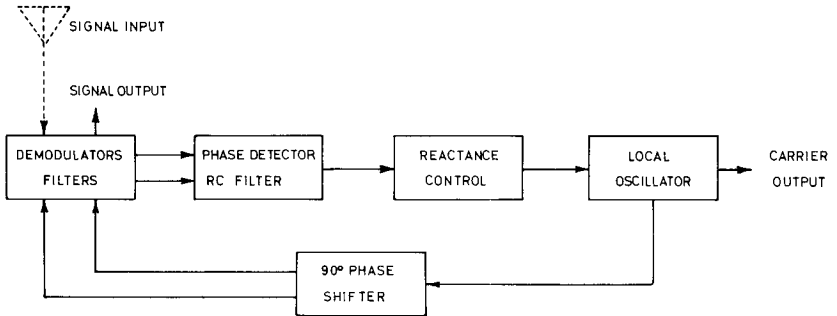 SIGNAL INPUT
SIGNAL OUTPUT
DEMODULATORS
FILTERS
PHASE DETECTOR
RC FILTER
REACTANCE
CONTROL
LOCAL
OSCILLATOR
CARRIER
OUTPUT
90° PHASE
SHIFTER